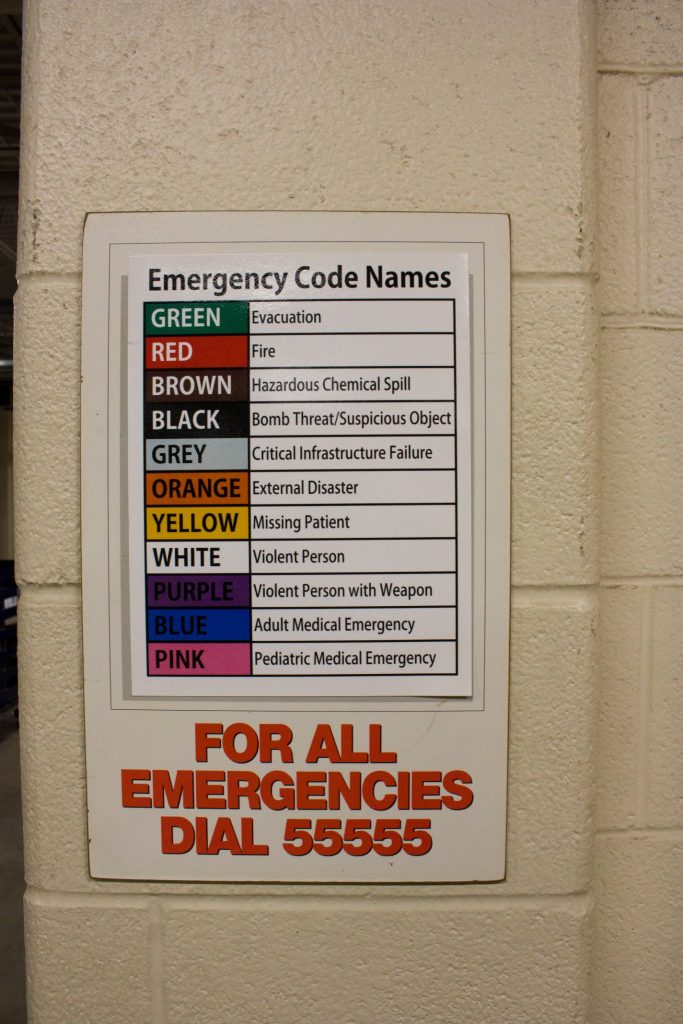 Emergency Code Names
GREEN Evacuation
RED Fire
BROWN Hazardous Chemical Spill
BLACK Bomb Threat/Suspicious Object
GREY Critical Infrastructure Failure
ORANGE External Disaster
YELLOW Missing Patient
WHITE Violent Person
PURPLE Violent Person with Weapon
BLUE Adult Medical Emergency
PINK Pediatric Medical Emergency
FOR ALL
EMERGENCIES
DIAL 55555